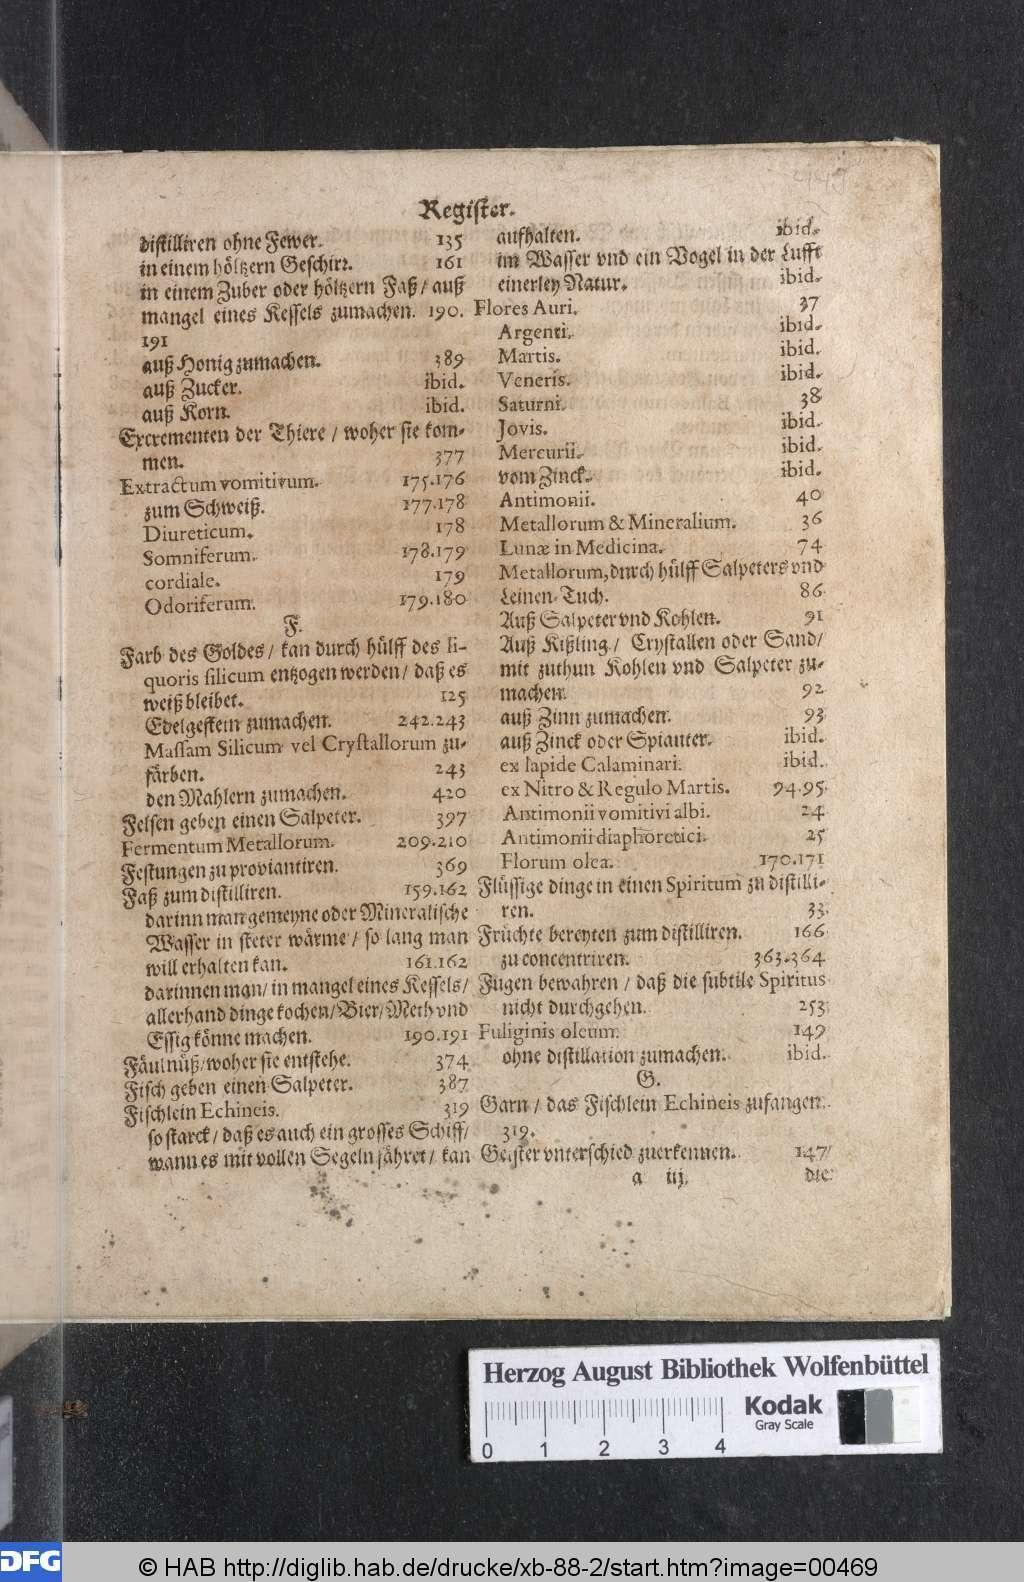 Register.
distilliren ohne Fewer. 135
in einem höltzern Geschirr. 161
in einem Zuber oder höltzern Faß / auß
mangel eines Kessels zumachen. 190.
191
auß Honig zumachen. 389
auß Zucker. ibid.
auß Korn. ibid.
Excrementen der Thiere / woher sie kom-
men. 377
Extractum vomitivum. 175.176
zum Schweiß. 177.178
Diureticum. 178
Somniferum. 178.179
cordiale. 179
Odoriferum. 179.180
F.
Farb des Goldes / kan durch hülff des li-
quoris silicum entzogen werden / daß es
weiß bleibet. 125
Edelgestein zumachen. 242.243
Massam Silicum vel Crystallorum zu-
färben. 243
den Mahlern zumachen. 420
Felsen geben einen Salpeter. 397
Fermentum Metallorum. 209.210
Festungen zu proviantiren. 369
Faß zum distilliren. 159.162
darinn man gemeyne oder Mineralische
Wasser in steter wärme / so lang man
will erhalten kan. 161.162
darinnen man / in mangel eines Kessels /
allerhand dinge kochen / Bier / Meth vnd
Essig könne machen. 190.191
Fäulnüß / woher sie entstehe. 374
Fisch geben einen Salpeter. 387
Fischlein Echineis. 319
so starck / daß es auch ein grosses Schiff /
wann es mit vollen Segeln fähret / kan
aufhalten. ibid.
im Wasser vnd ein Vogel in der Lufft
einerley Natur. ibid.
Flores Auri. 37
Argenti. ibid.
Martis. ibid.
Veneris. ibid.
Saturni. 38
Jovis. ibid.
Mercurii. ibid.
vom Zinck. ibid.
Antimonii. 40
Metallorum & Mineralium. 36
Lunæ in Medicina. 74
Metallorum, durch hülff Salpeters vnd
Leinen-Tuch. 86
Auß Salpeter vnd Kohlen. 91
Auß Kißling / Crystallen oder Sand /
mit zuthun Kohlen vnd Salpeter zu-
machen. 92
auß Zinn zumachen. 93
auß Zinck oder Spianter. ibid.
ex lapide Calaminari. ibid.
ex Nitro & Regulo Martis. 94.95
Antimonii vomitivi albi. 24
Antimonii diaphoretici. 25
Florum olea. 170.171
Flüssige dinge in einen Spiritum zu distilli-
ren. 33
Früchte bereyten zum distilliren. 166
zu concentriren. 363.364
Fugen bewahren / daß die subtile Spiritus
nicht durchgehen. 253
Fuliginis oleum. 149
ohne distillation zumachen. ibid.
G.
Garn / das Fischlein Echineis zufangen.
319.
Geister vnterschied zuerkennen. 147
a iij. die
Herzog August Bibliothek Wolfenbüttel
0 1 2 3 4
Kodak
Gray Scale
DFG
© HAB http://diglib.hab.de/drucke/xb-88-2/start.htm?image=00469